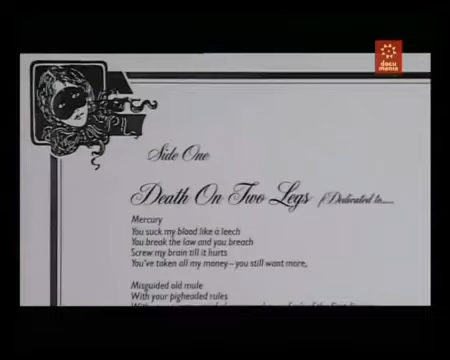 docu
mania
Side One
Death On Two Legs (Dedicated to......
Mercury
You suck my blood like a leech
You break the law and you breach
Screw my brain till it hurts
You've taken all my money – you still want more,
Misguided old mule
With your pigheaded rules
With your